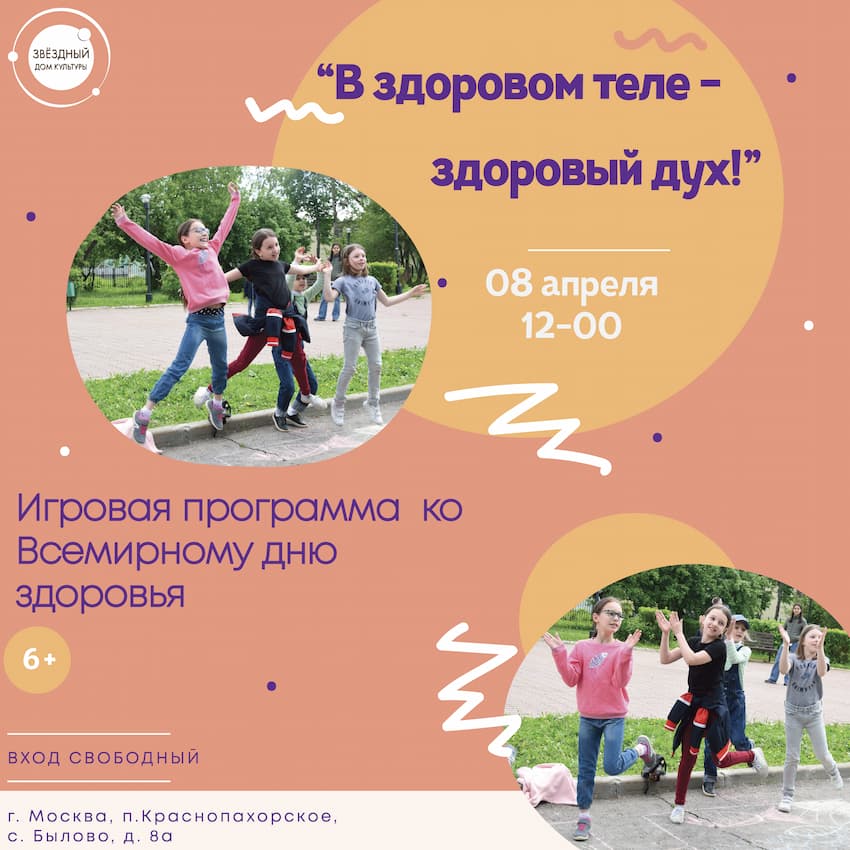 ЗВЁЗДНЫЙ
ДОМ КУЛЬТУРЫ
“В здоровом теле –
здоровый дух!”
08 апреля
12-00
Игровая программа ко
Всемирному дню
здоровья
6+
ВХОД СВОБОДНЫЙ
г. Москва, п.Краснопахорское,
с. Былово, д. 8а